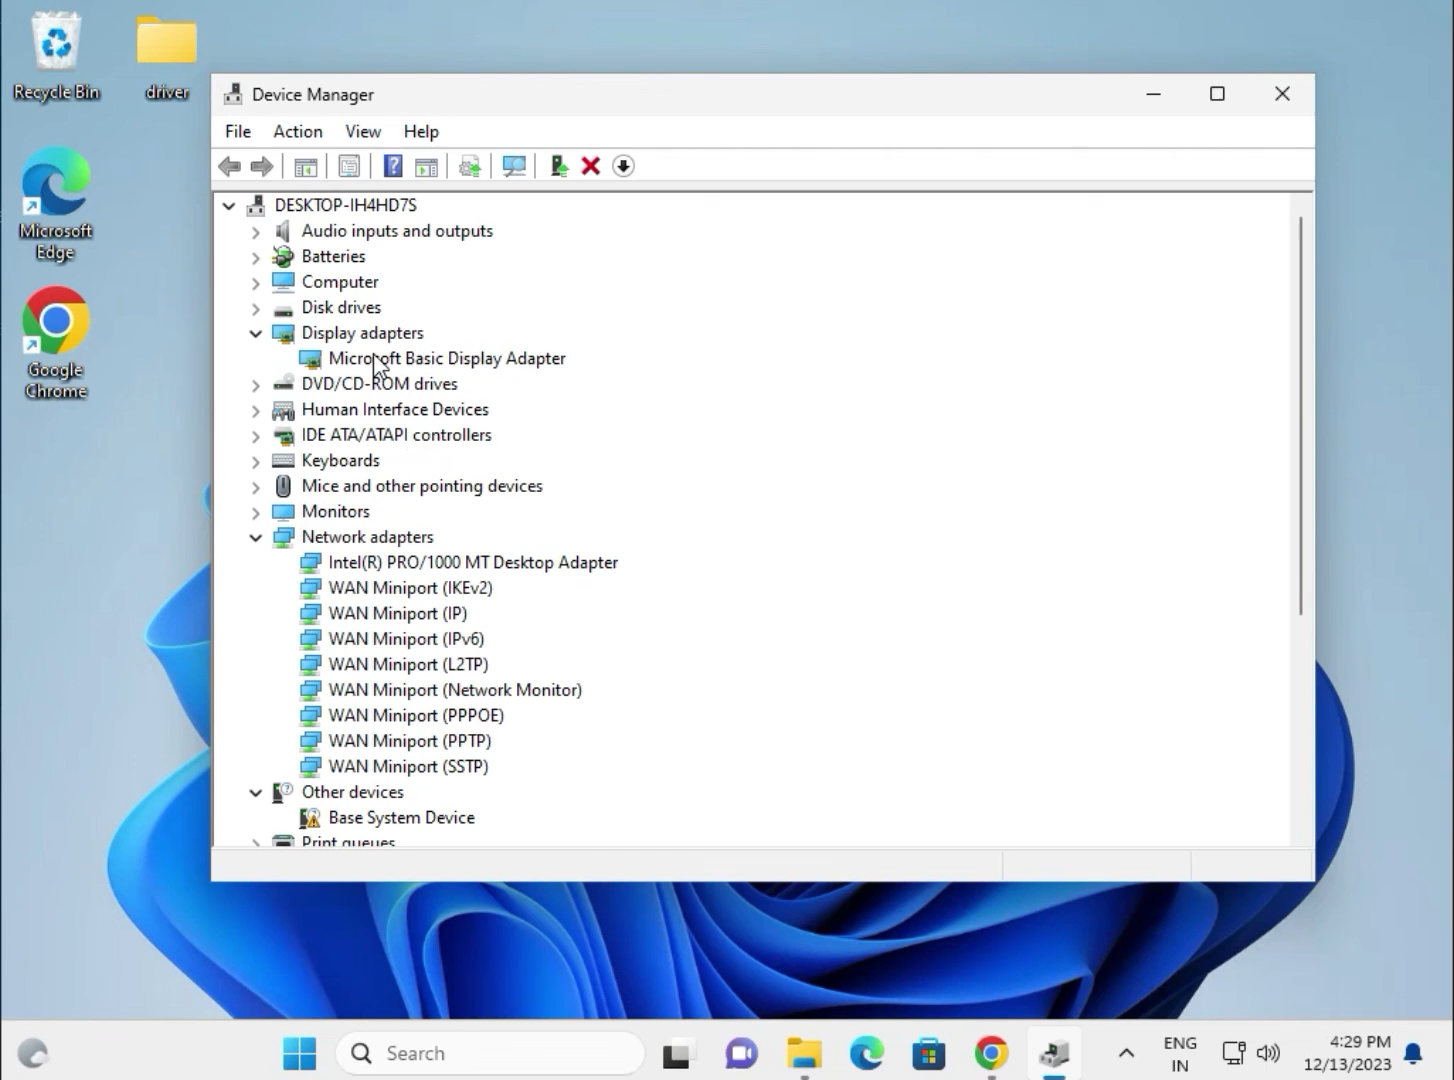 Recycle Bin
driver
Microsoft
Edge
Google
Chrome
Device Manager
File Action View Help
DESKTOP-IH4HD7S
Audio inputs and outputs
Batteries
Computer
Disk drives
Display adapters
Microsoft Basic Display Adapter
DVD/CD-ROM drives
Human Interface Devices
IDE ATA/ATAPI controllers
Keyboards
Mice and other pointing devices
Monitors
Network adapters
Intel(R) PRO/1000 MT Desktop Adapter
WAN Miniport (IKEv2)
WAN Miniport (IP)
WAN Miniport (IPv6)
WAN Miniport (L2TP)
WAN Miniport (Network Monitor)
WAN Miniport (PPPOE)
WAN Miniport (PPTP)
WAN Miniport (SSTP)
Other devices
Base System Device
Print queues
Search
ENG
IN
4:29 PM
12/13/2023